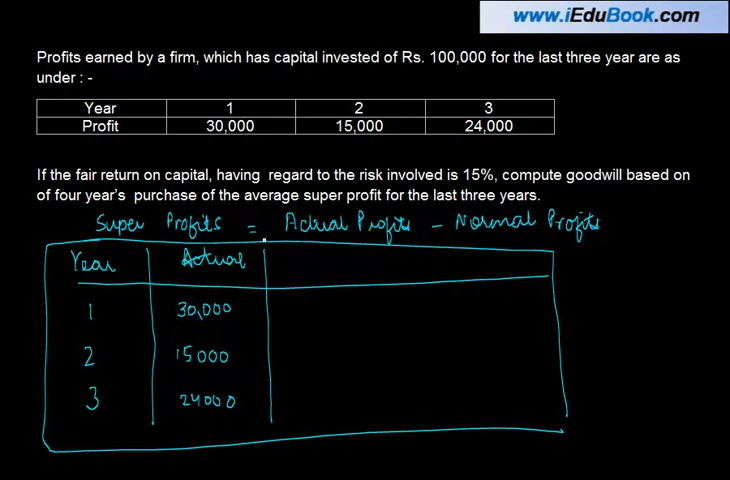 www.iEduBook.com
Profits earned by a firm, which has capital invested of Rs. 100,000 for the last three year are as
under : -
Year 1 2 3
Profit 30,000 15,000 24,000
If the fair return on capital, having regard to the risk involved is 15%, compute goodwill based on
of four year's purchase of the average super profit for the last three years.
Super Profits = Actual Profits - Normal Profits
Year Actual
1 30,000
2 15000
3 24000